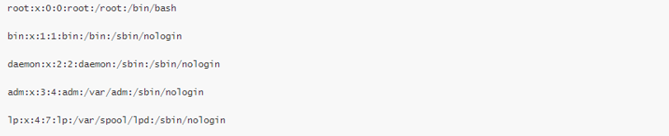 root:x:0:0:root:/root:/bin/bash
bin:x:1:1:bin:/bin:/sbin/nologin
daemon:x:2:2:daemon:/sbin:/sbin/nologin
adm:x:3:4:adm:/var/adm:/sbin/nologin
lp:x:4:7:lp:/var/spool/lpd:/sbin/nologin